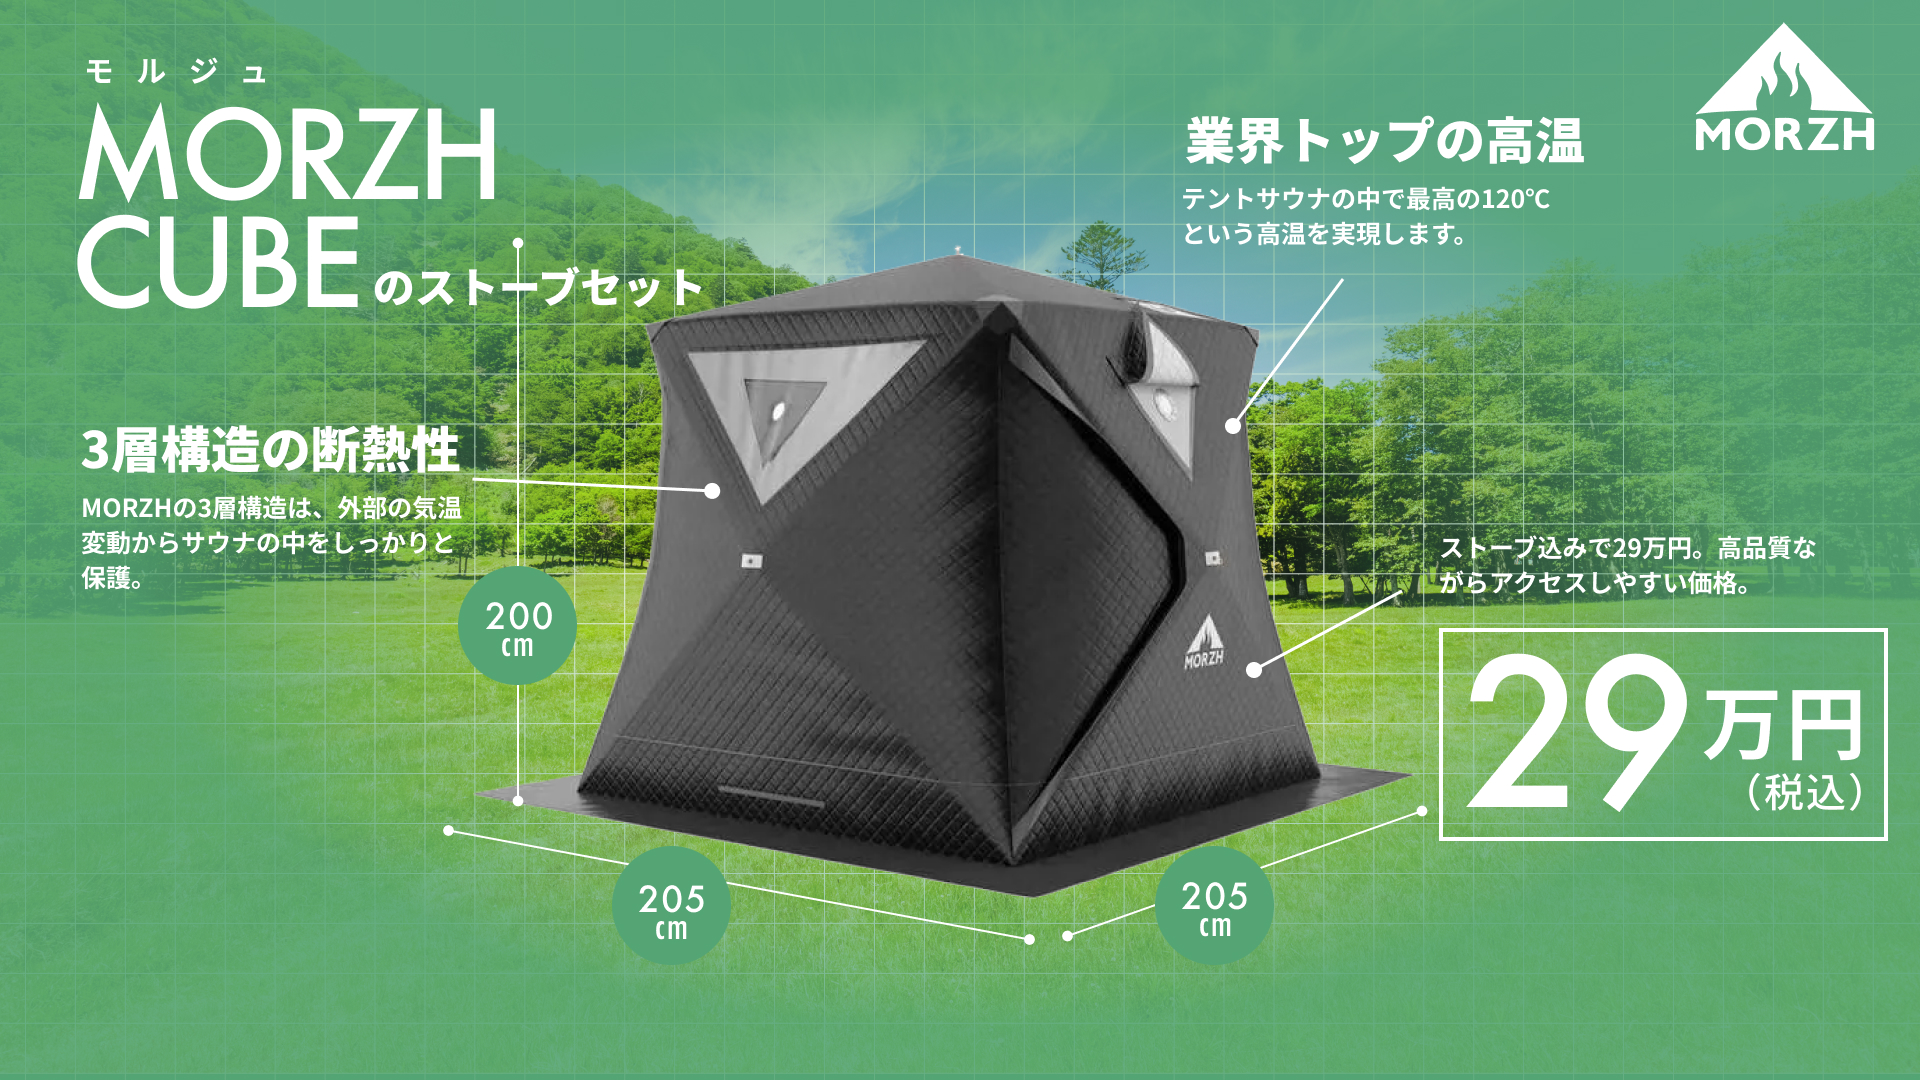 モルジュ
MORZH
CUBE のストーブセット
3層構造の断熱性
MORZHの3層構造は、外部の気温
変動からサウナの中をしっかりと
保護。
業界トップの高温
テントサウナの中で最高の120℃
という高温を実現します。
MORZH
ストーブ込みで29万円。高品質な
がらアクセスしやすい価格。
29万円
（税込）
MORZH
200
cm
205
cm
205
cm